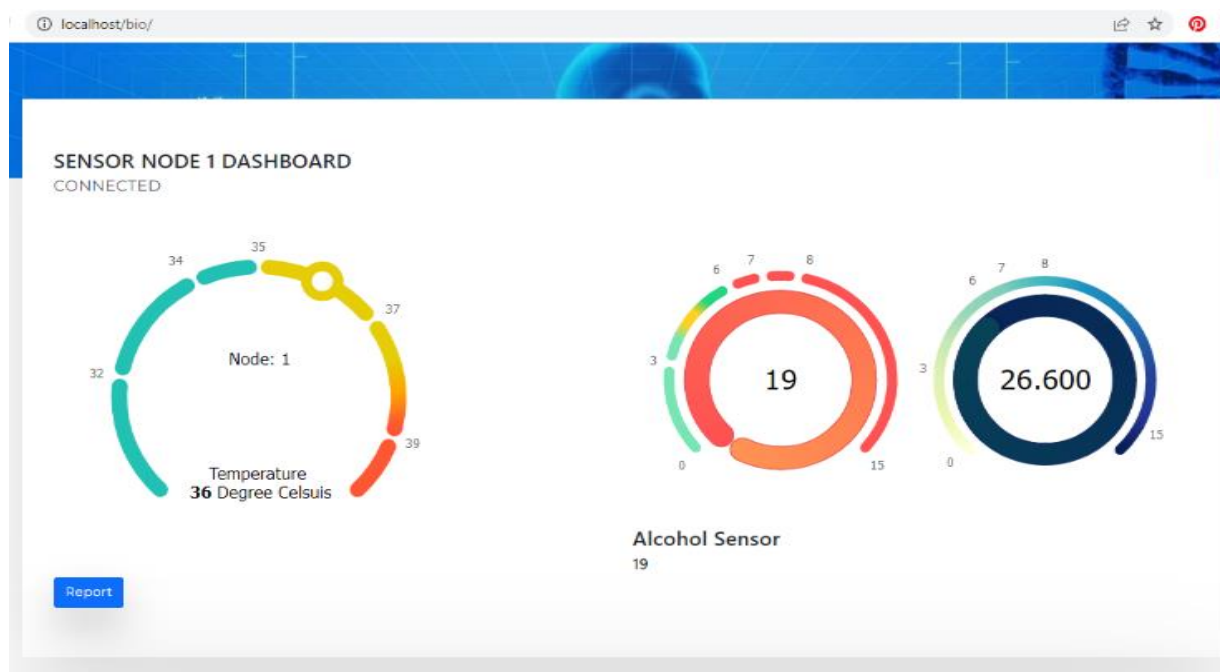 localhost/bio/
SENSOR NODE 1 DASHBOARD
CONNECTED
35
34
37
32
39
Node: 1
Temperature
36 Degree Celsuis
6
7
8
3
19
0
15
6
7
8
3
26.600
0
15
Alcohol Sensor
19
Report